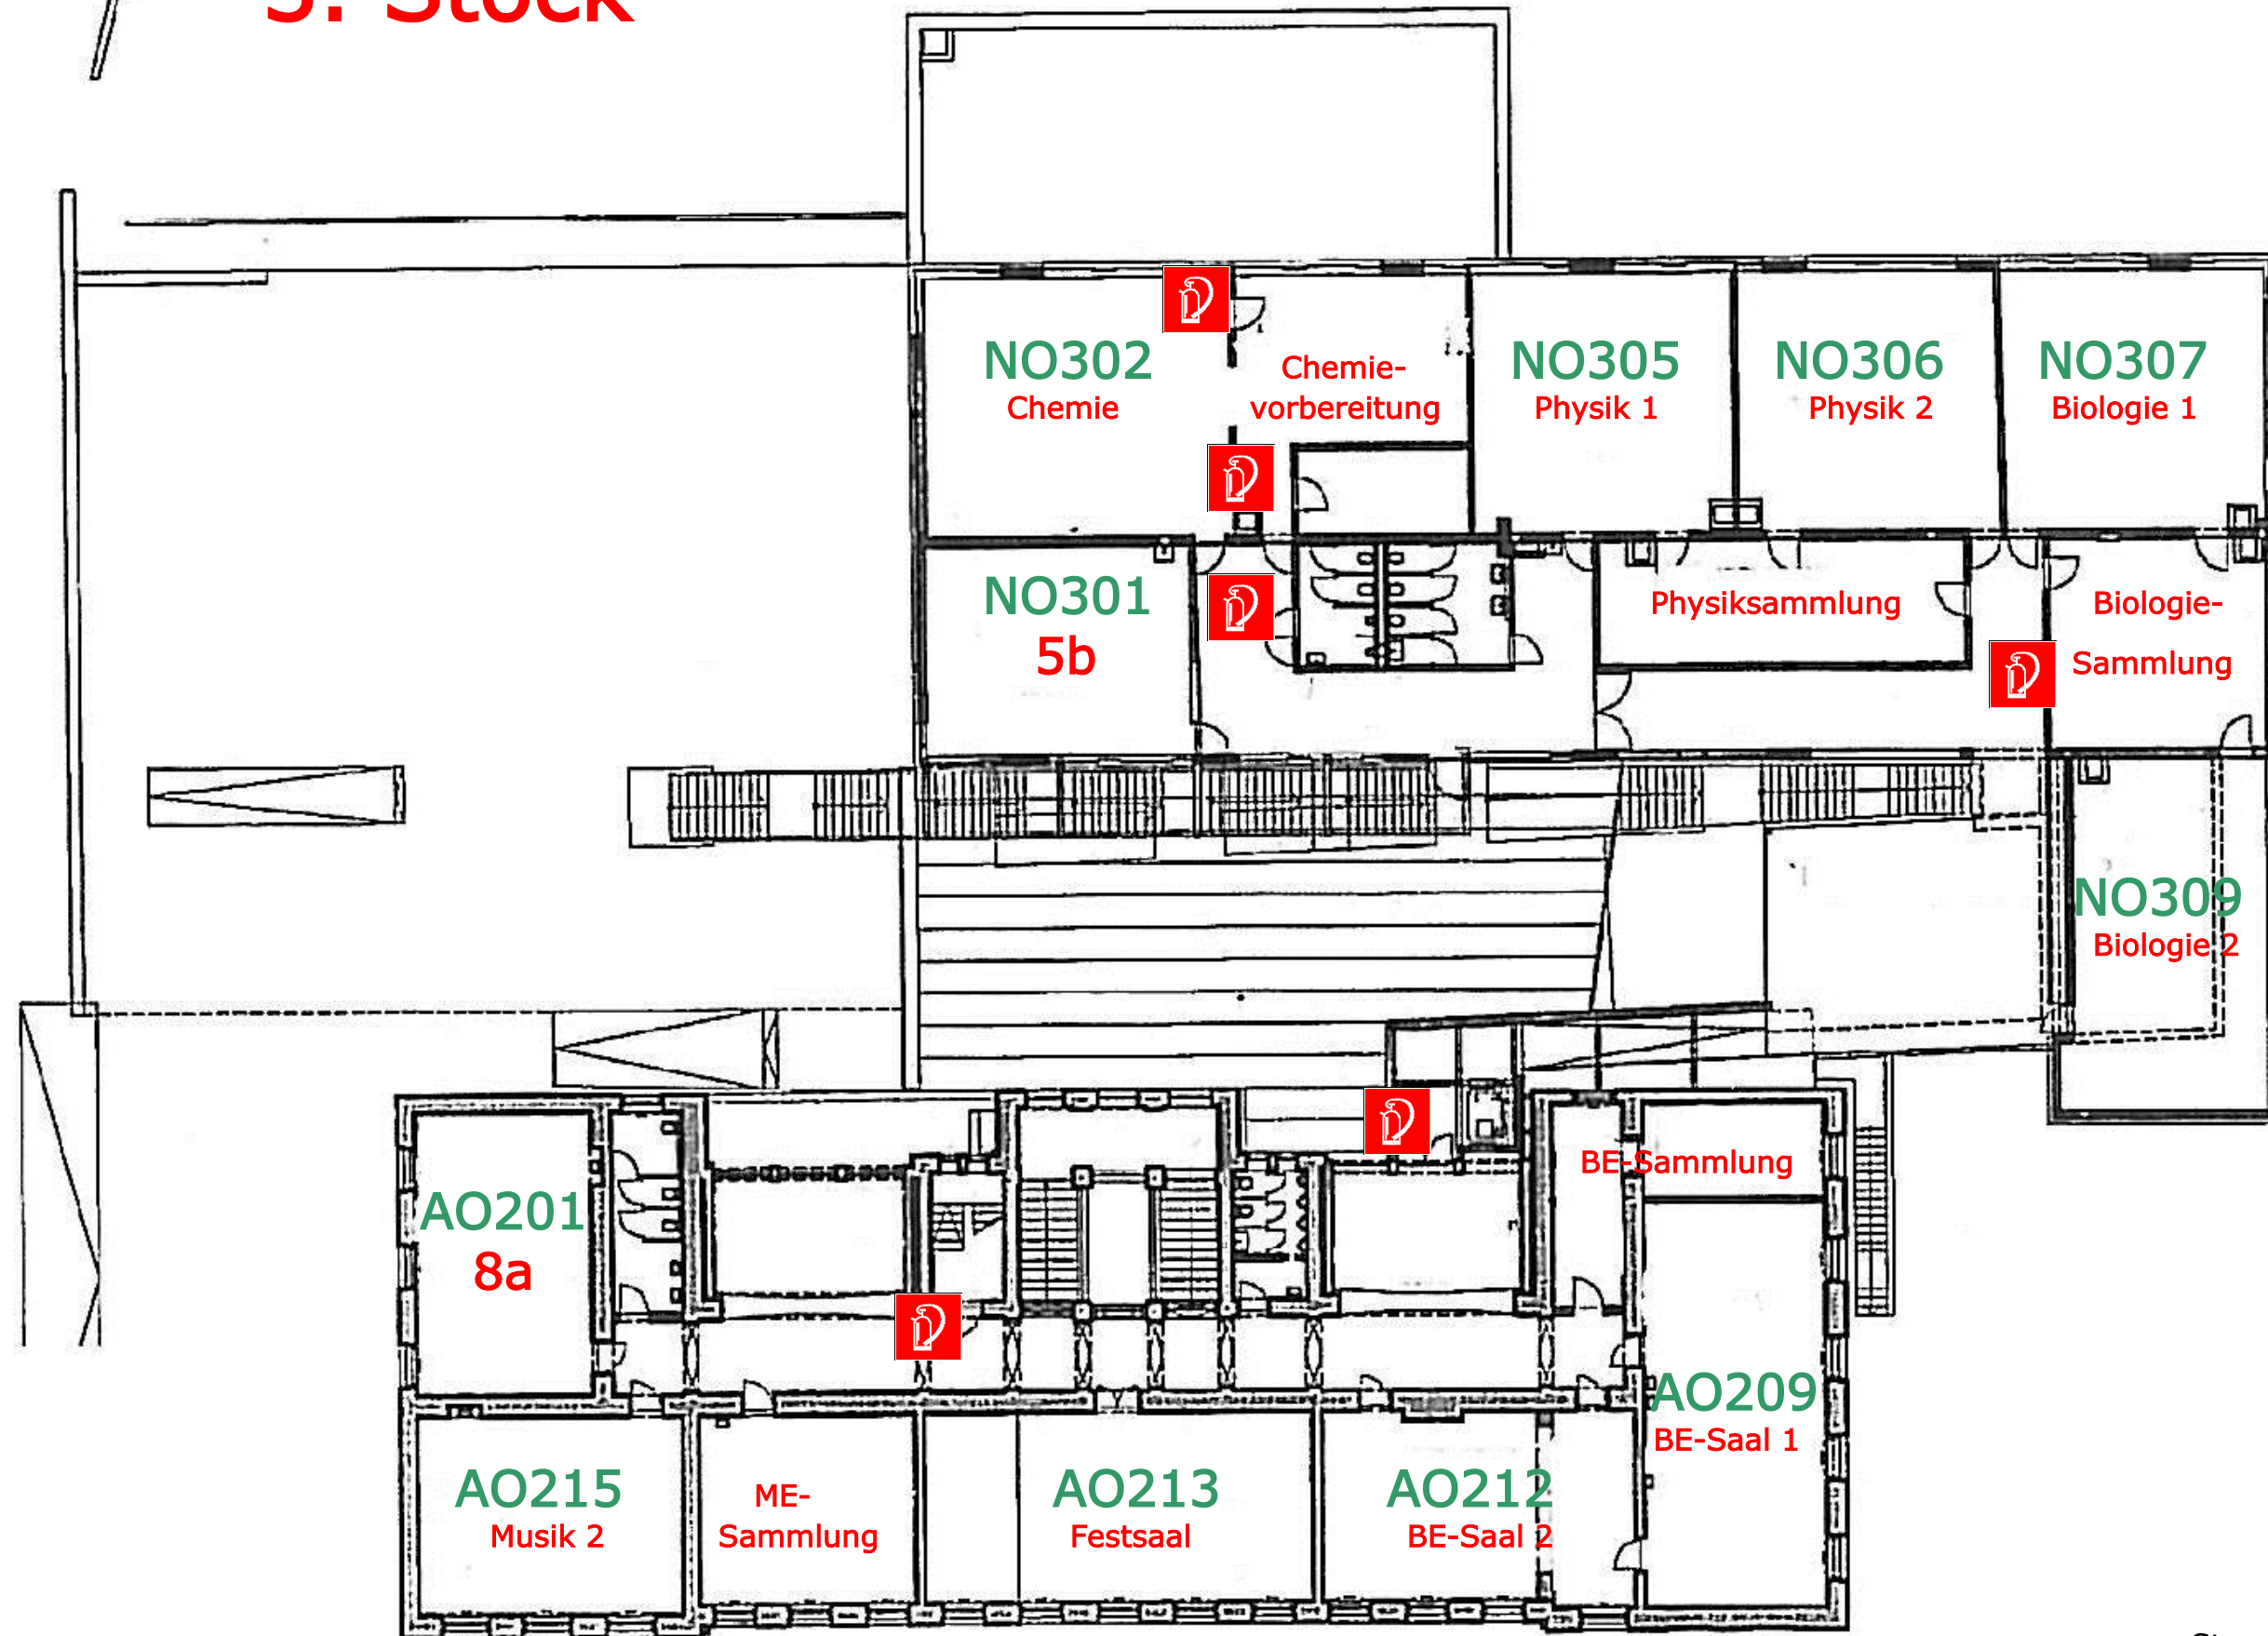 3. Stock
NO302
Chemie
Chemie-
vorbereitung
NO305
Physik 1
NO306
Physik 2
NO307
Biologie 1
NO301
5b
Physiksammlung
Biologie-
Sammlung
NO309
Biologie 2
BE-Sammlung
AO201
8a
AO209
BE-Saal 1
AO215
Musik 2
ME-
Sammlung
AO213
Festsaal
AO212
BE-Saal 2